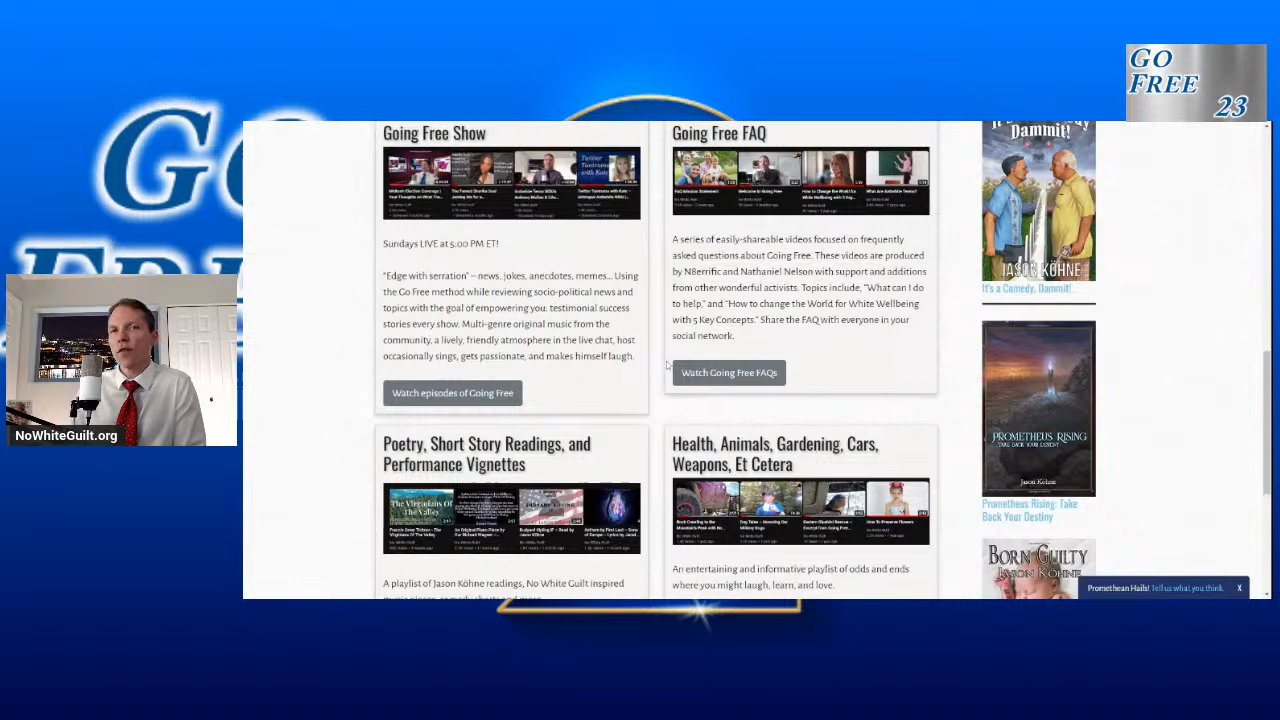 GO
FREE
23
GO
FREE
Going Free Show
Sundays LIVE at 5:00 PM ET!
"Edge with serration" – news, jokes, anecdotes, memes... Using
the Go Free method while reviewing socio-political news and
topics with the goal of empowering you: testimonial success
stories every show. Multi-genre original music from the
community, a lively, friendly atmosphere in the live chat, host
occasionally sings, gets passionate, and makes himself laugh.
Watch episodes of Going Free
Going Free FAQ
A series of easily-shareable videos focused on frequently
asked questions about Going Free. These videos are produced
by N8errific and Nathaniel Nelson with support and additions
from other wonderful activists. Topics include, "What can I do
to help," and "How to change the World for White Wellbeing
with 5 Key Concepts." Share the FAQ with everyone in your
social network.
Watch Going Free FAQs
Poetry, Short Story Readings, and
Performance Vignettes
A playlist of Jason Köhne readings, No White Guilt inspired
Health, Animals, Gardening, Cars,
Weapons, Et Cetera
An entertaining and informative playlist of odds and ends
where you might laugh, learn, and love.
Dammit!
JASON KÖHNE
It's a Comedy, Dammit!
PROMETHEUS RISING
TAKE BACK YOUR DESTINY
Jason Köhne
Prometheus Rising: Take
Back Your Destiny
BORN GUILTY
JASON KÖHNE
Promethean Hails! Tell us what you think. X
NoWhiteGuilt.org